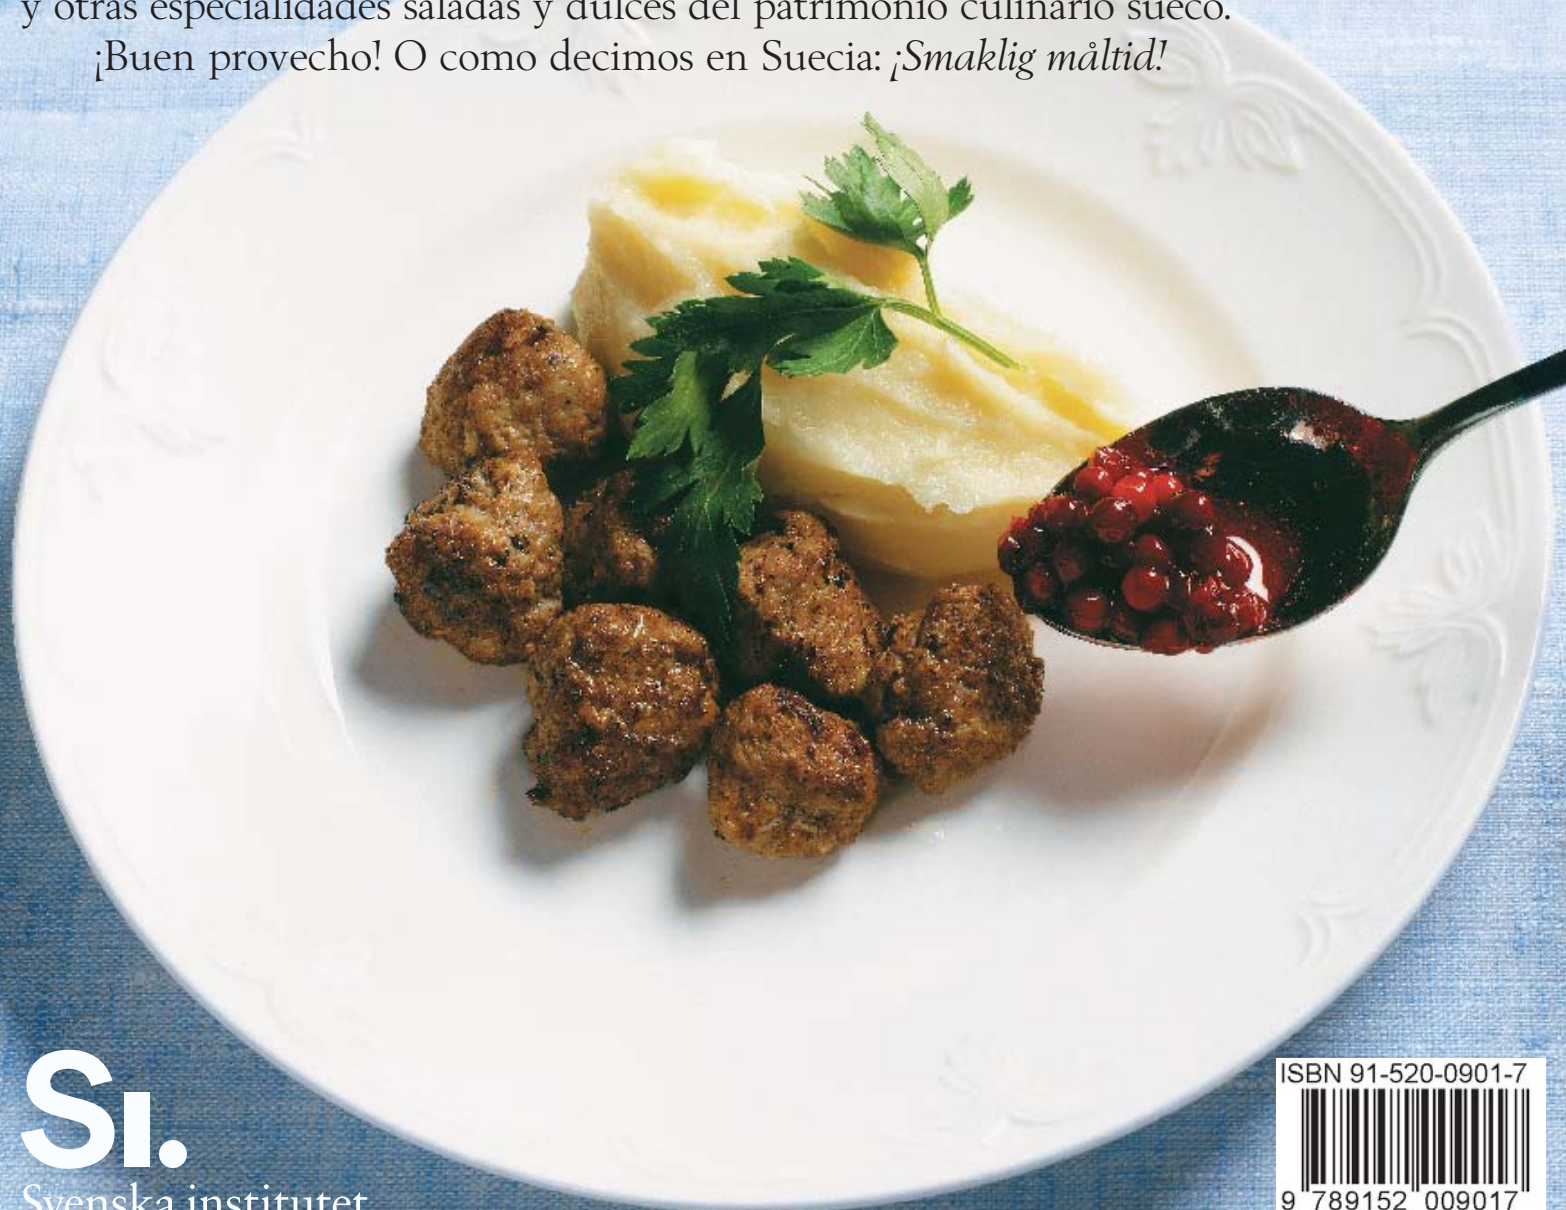 y otras especialidades saladas y dulces del patrimonio culinario sueco.
¡Buen provecho! O como decimos en Suecia: ¡Smaklig måltid!
Sı.
Svenska institutet
ISBN 91-520-0901-7
9 789152 009017